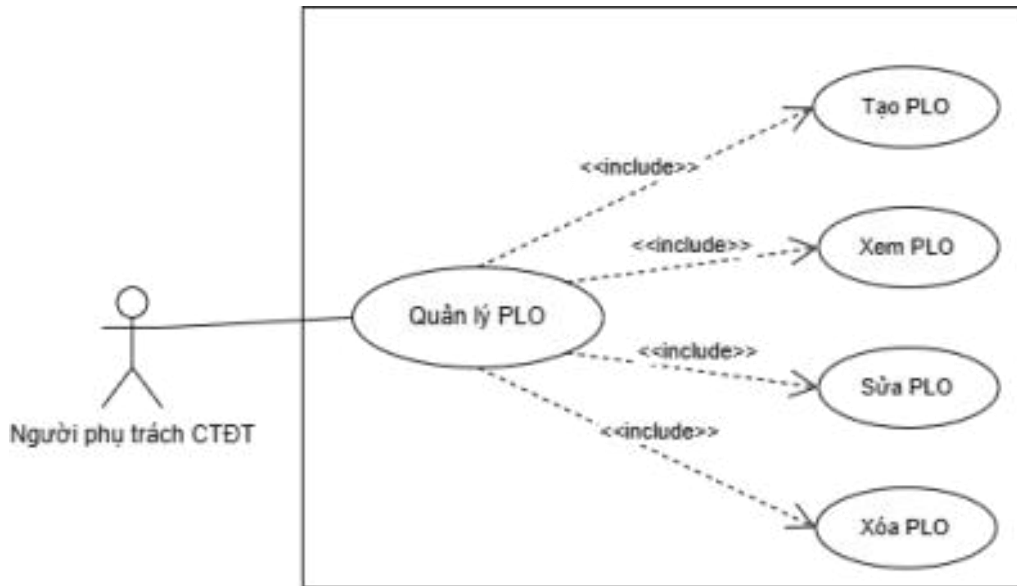 Tạo PLO
<<include>>
Xem PLO
<<include>>
Quản lý PLO
<<include>>
Sửa PLO
<<include>>
Người phụ trách CTĐT
Xóa PLO